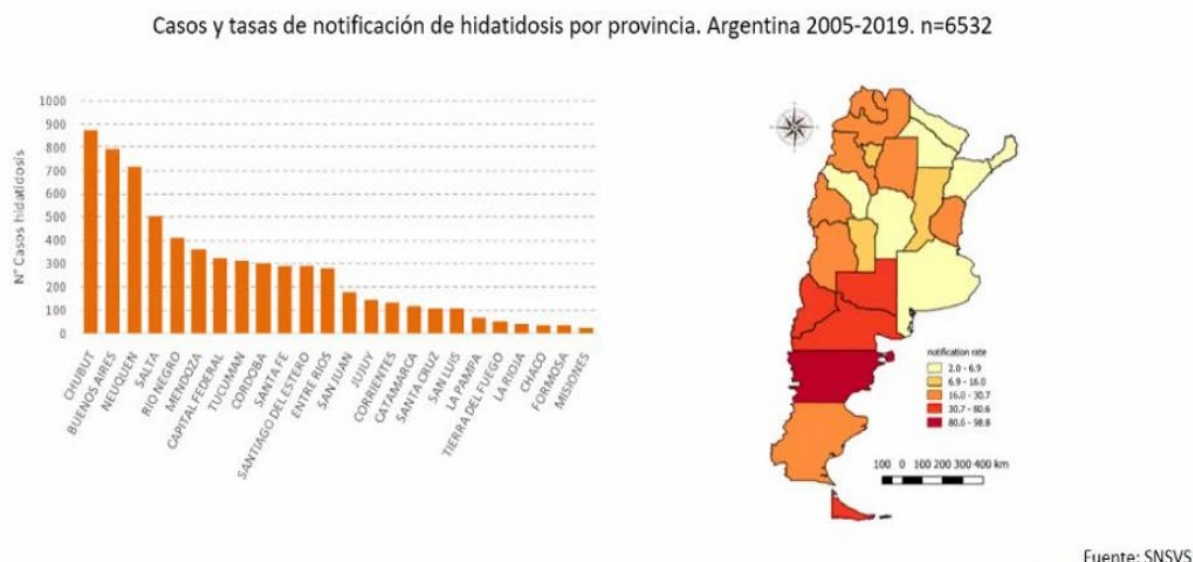 Casos y tasas de notificación de hidatidosis por provincia. Argentina 2005-2019. n=6532
1000
900
800
700
600
500
400
300
200
100
0
N° Casos hidatidosis
CHUBUT
BUENOS AIRES
NEUQUEN
SALTA
RIO NEGRO
MENDOZA
CAPITAL FEDERAL
TUCUMAN
CORDOBA
SANTA FE
SANTIAGO DEL ESTERO
ENTRE RIOS
SAN JUAN
JUJUY
CORRIENTES
CATAMARCA
SANTA CRUZ
SAN LUIS
LA PAMPA
TIERRA DEL FUEGO
LA RIOJA
CHACO
FORMOSA
MISIONES
notification rate
2.0 - 6.9
6.9 - 16.0
16.0 - 30.7
30.7 - 80.6
80.6 - 98.8
100 0 100 200 300 400 km
Fuente: SNSVS